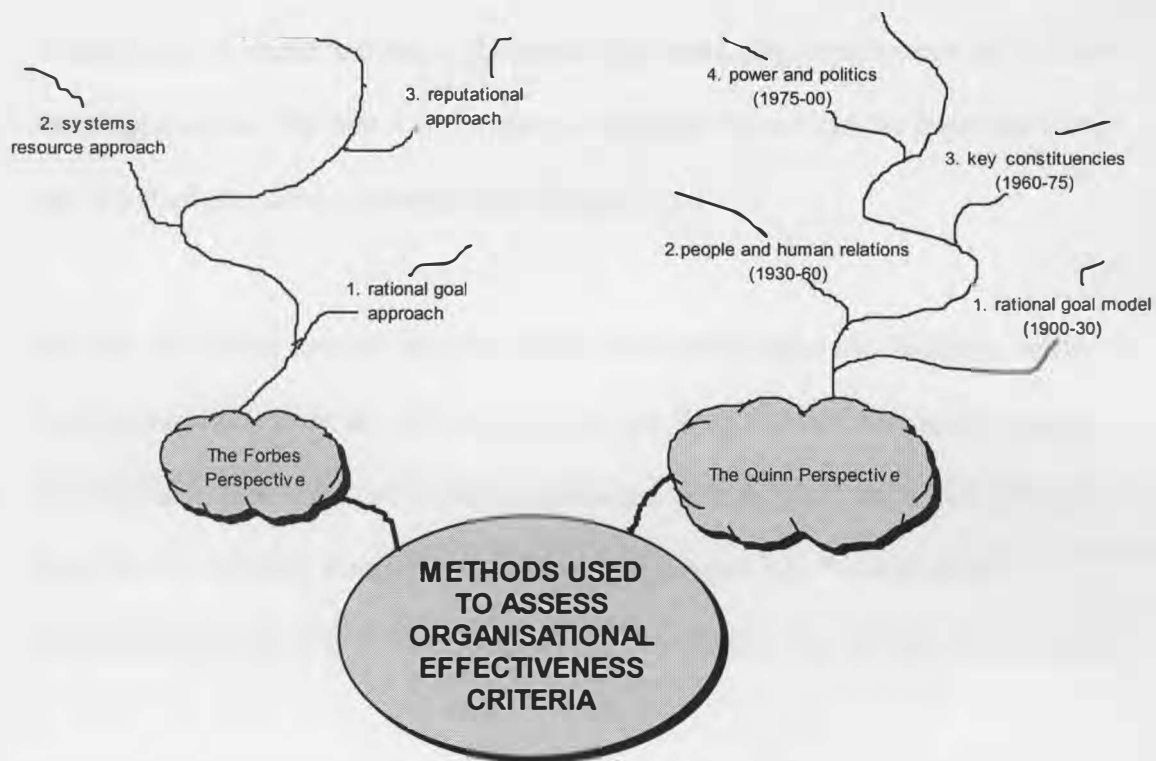 2. systems
resource approach
3. reputational
approach
1. rational goal
approach
The Forbes
Perspective
4. power and politics
(1975-00)
3. key constituencies
(1960-75)
2.people and human relations
(1930-60)
1. rational goal model
(1900-30)
The Quinn Perspective
METHODS USED
TO ASSESS
ORGANISATIONAL
EFFECTIVENESS
CRITERIA